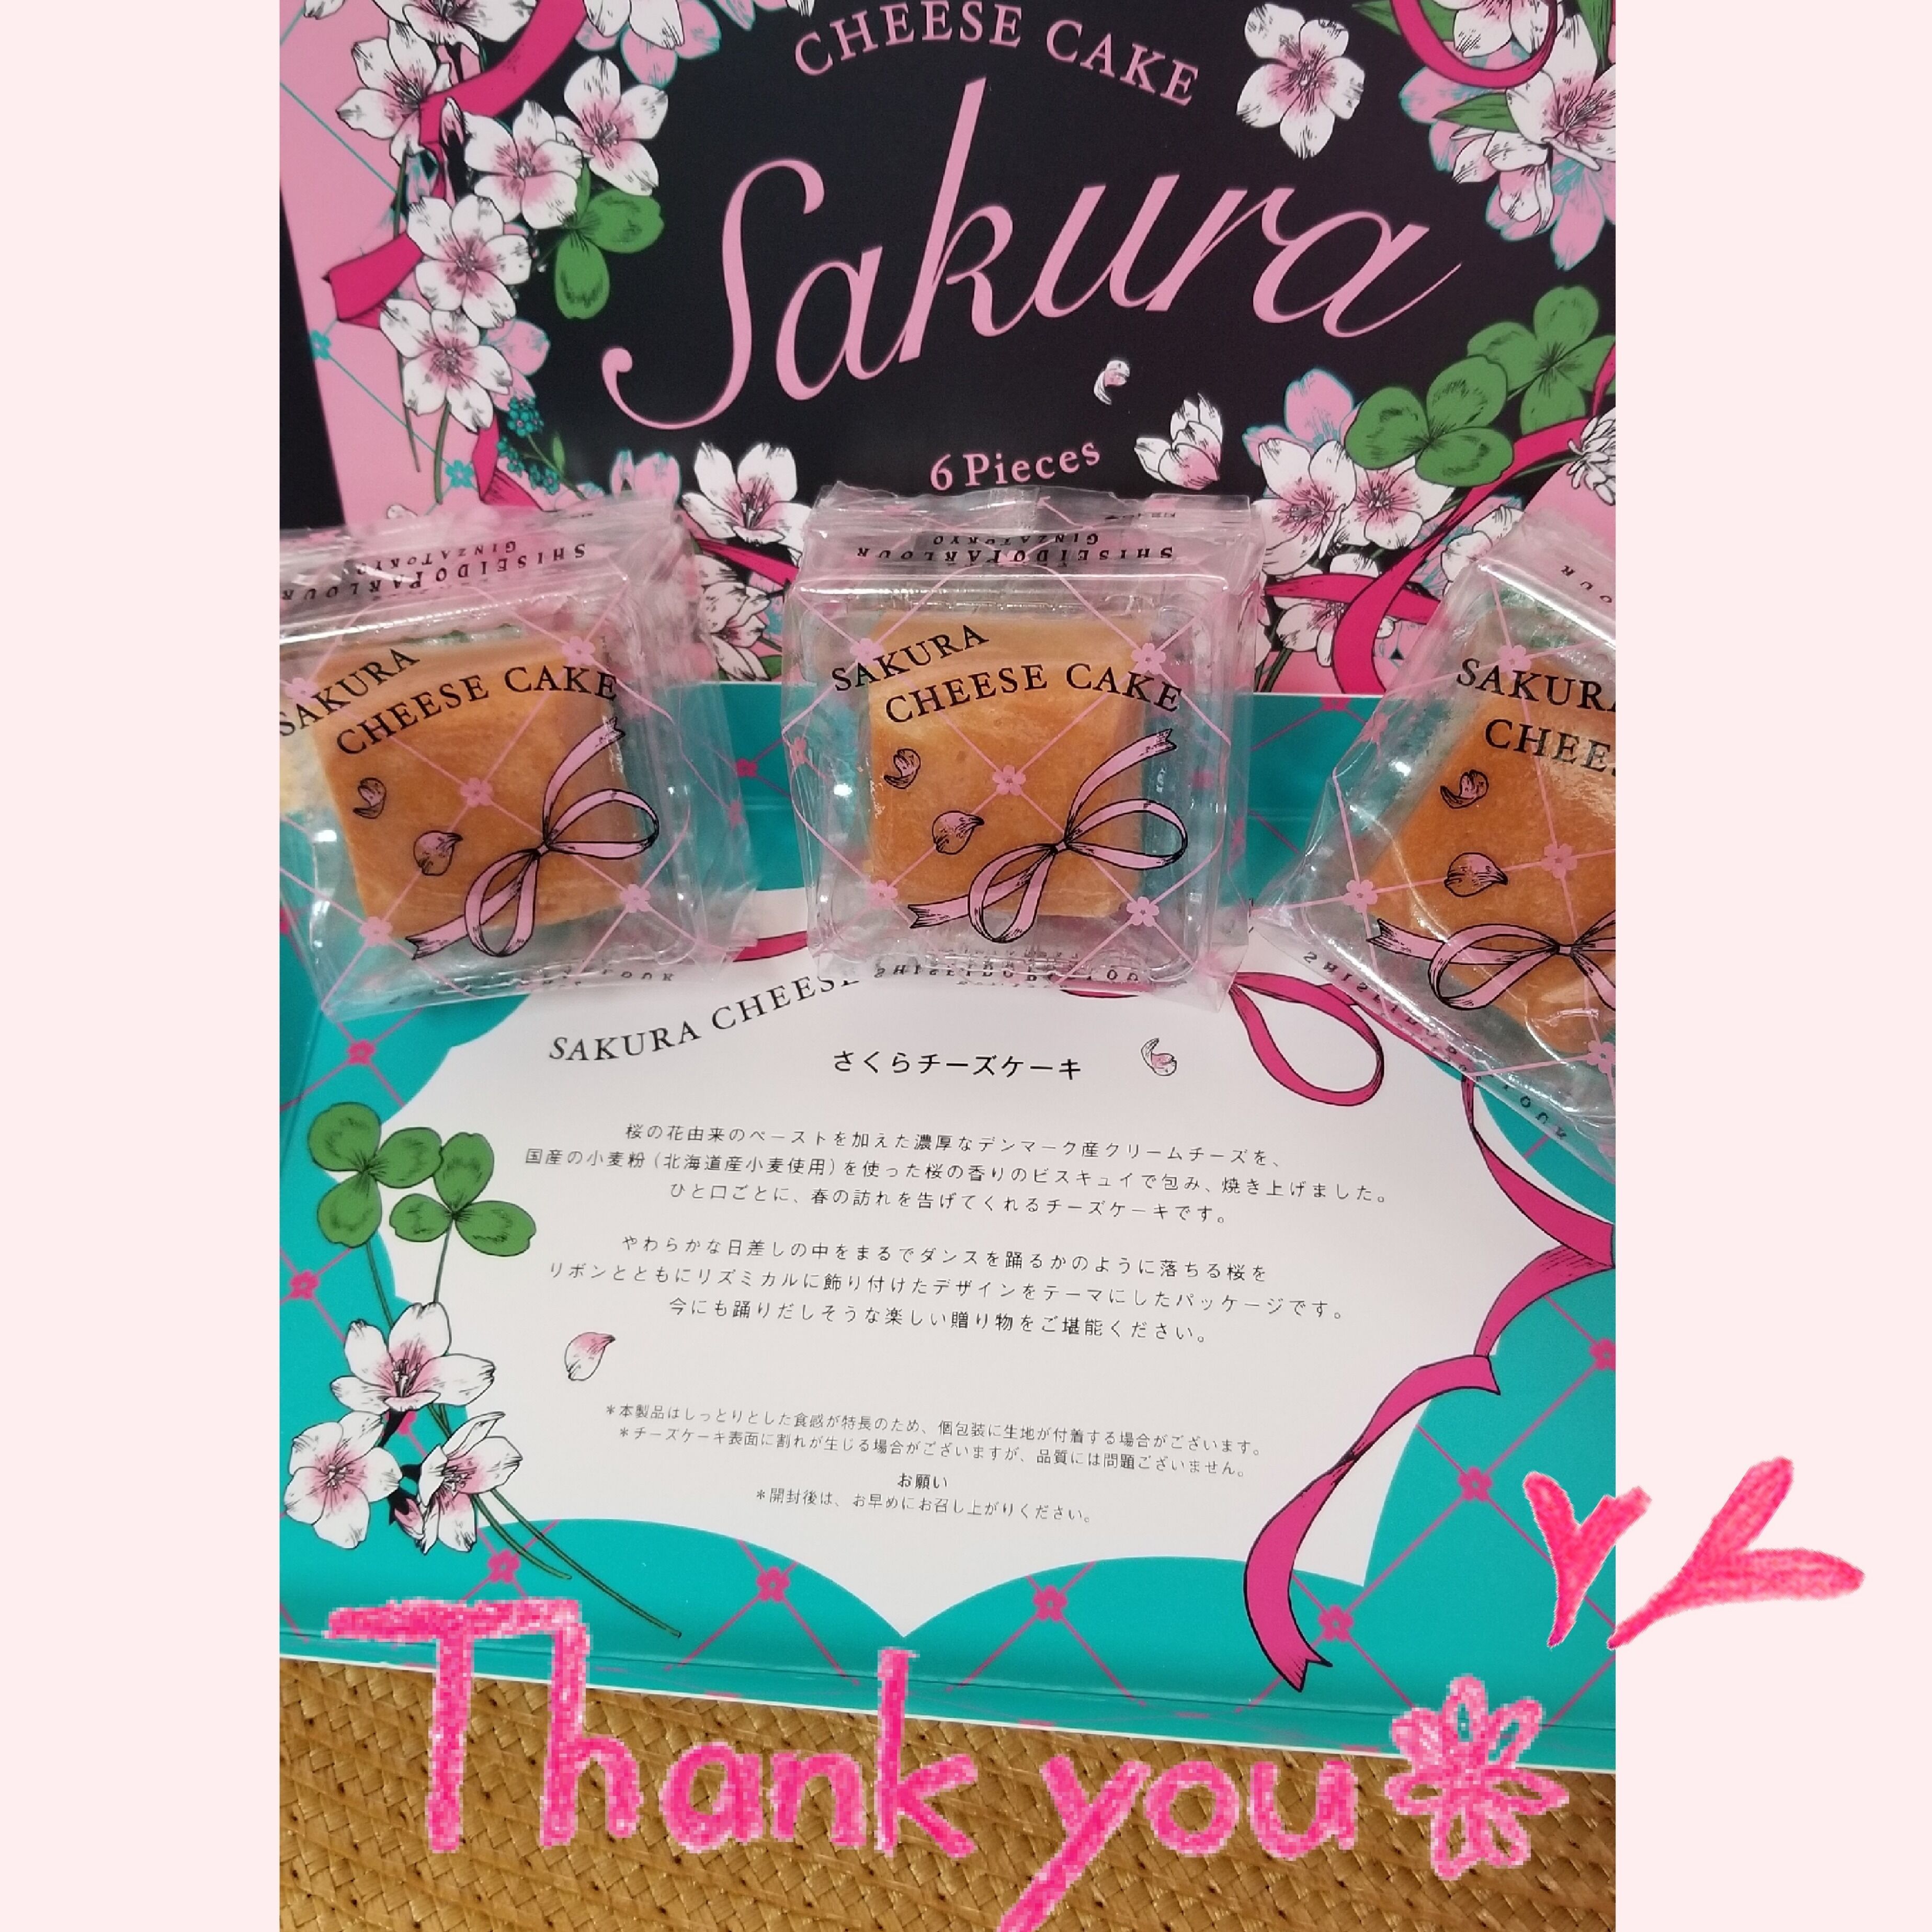 CHEESE CAKE
Sakura
6 Pieces
SHISEIDO PARLOUR
GINZA TOKYO
SAKURA
CHEESE CAKE
SHISEIDO PARLOUR
GINZA TOKYO
SAKURA
CHEESE CAKE
SAKURA
CHEES
SAKURA CHEESE
さくらチーズケーキ
桜の花由来のペーストを加えた濃厚なデンマーク産クリームチーズを、
国産の小麦粉(北海道産小麦使用)を使った桜の香りのビスキュイで包み、焼き上げました。
ひと口ごとに、春の訪れを告げてくれるチーズケーキです。
やわらかな日差しの中をまるでダンスを踊るかのように落ちる桜を
リボンとともにリズミカルに飾り付けたデザインをテーマにしたパッケージです。
今にも踊りだしそうな楽しい贈り物をご堪能ください。
*本製品はしっとりとした食感が特長のため、個包装に生地が付着する場合がございます。
*チーズケーキ表面に割れが生じる場合がございますが、品質には問題ございません。
お願い
*開封後は、お早めにお召し上がりください。
Thank you